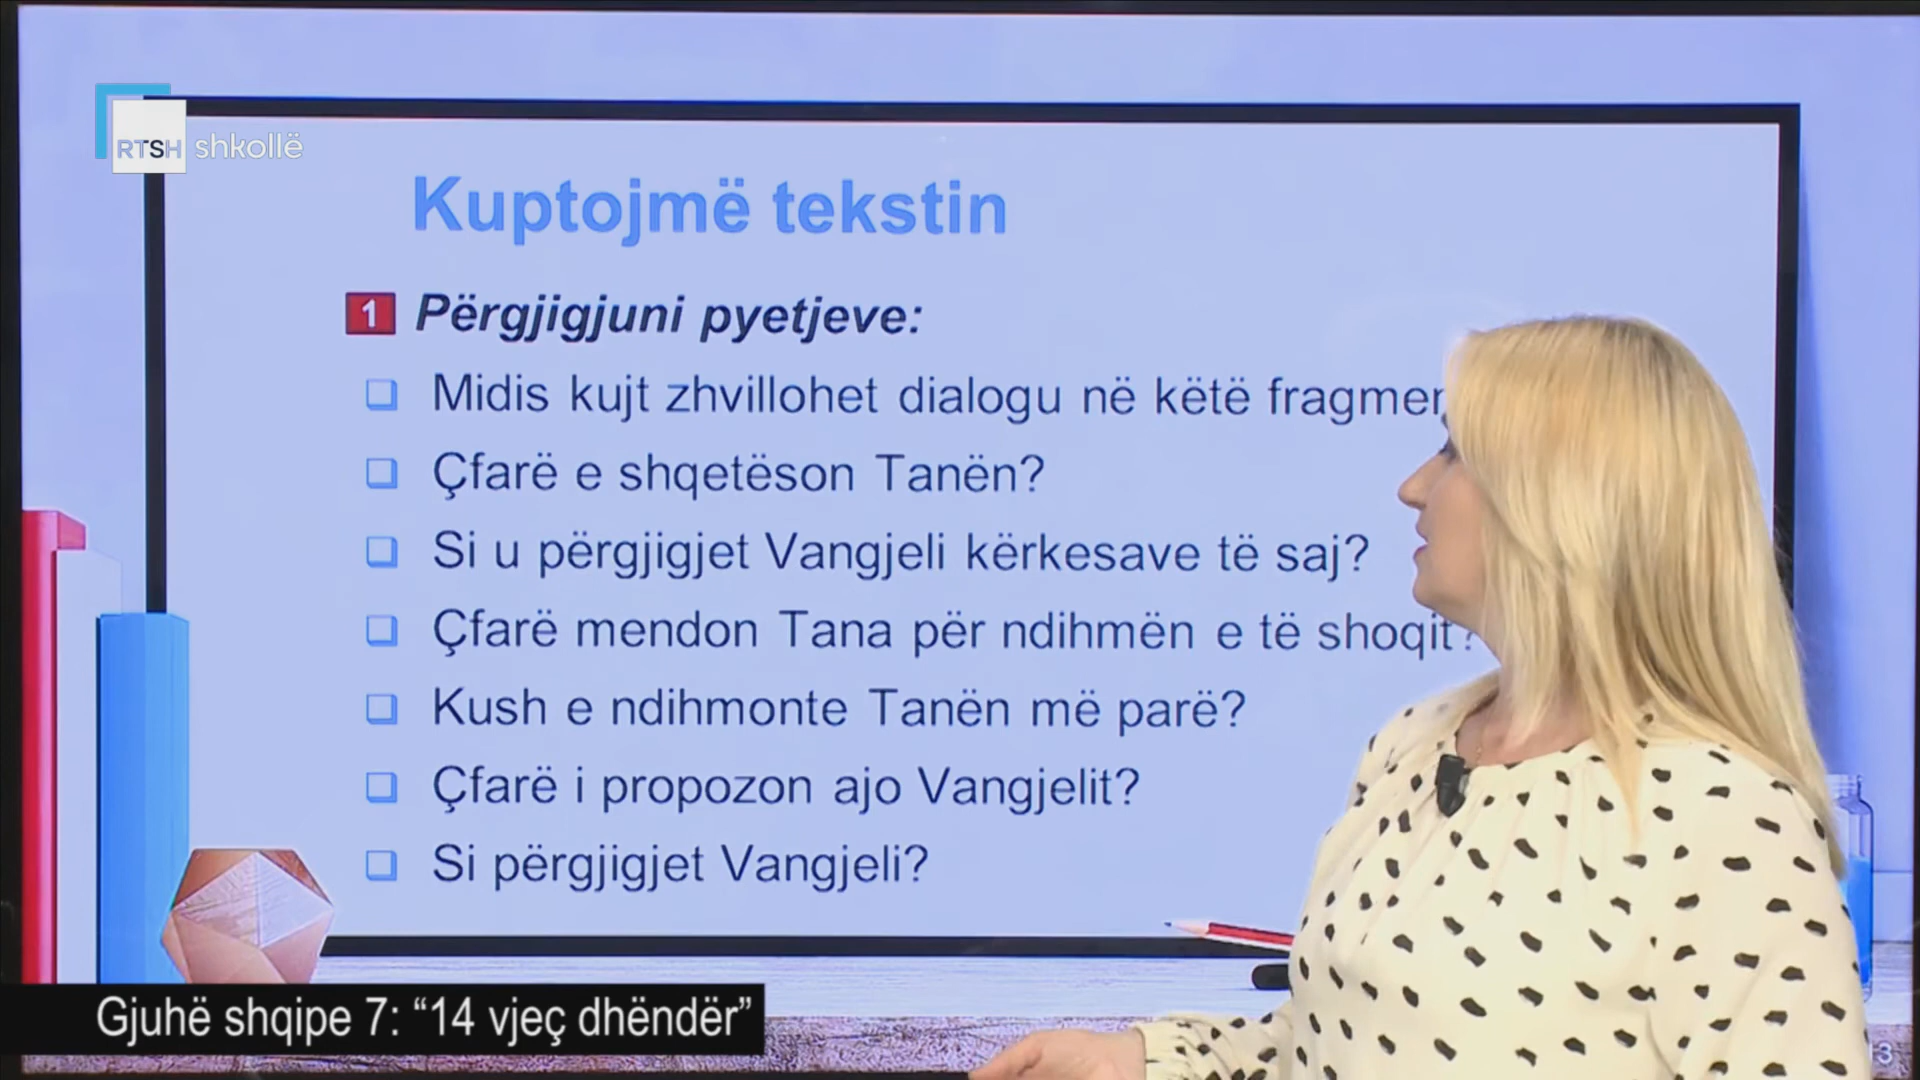 RTSH shkollë
Kuptojmë tekstin
1 Përgjigjuni pyetjeve:
Midis kujt zhvillohet dialogu në këtë
Çfarë e shqetëson Tanën?
Si u përgjigjet Vangjeli kërkesave të saj?
Çfarë mendon Tana për ndihmën e të shoqit?
Kush e ndihmonte Tanën më parë?
Çfarë i propozon ajo Vangjelit?
Si përgjigjet Vangjeli?
Gjuhë shqipe 7: “14 vjeç dhëndër”